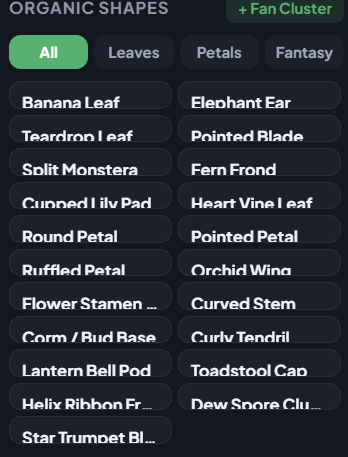 ORGANIC SHAPES
+ Fan Cluster
All Leaves Petals Fantasy
Banana Leaf Elephant Ear
Teardrop Leaf Pointed Blade
Split Monstera Fern Frond
Cupped Lily Pad Heart Vine Leaf
Round Petal Pointed Petal
Ruffled Petal Orchid Wing
Flower Stamen ... Curved Stem
Corm / Bud Base Curly Tendril
Lantern Bell Pod Toadstool Cap
Helix Ribbon Fr... Dew Spore Clu...
Star Trumpet Bl...